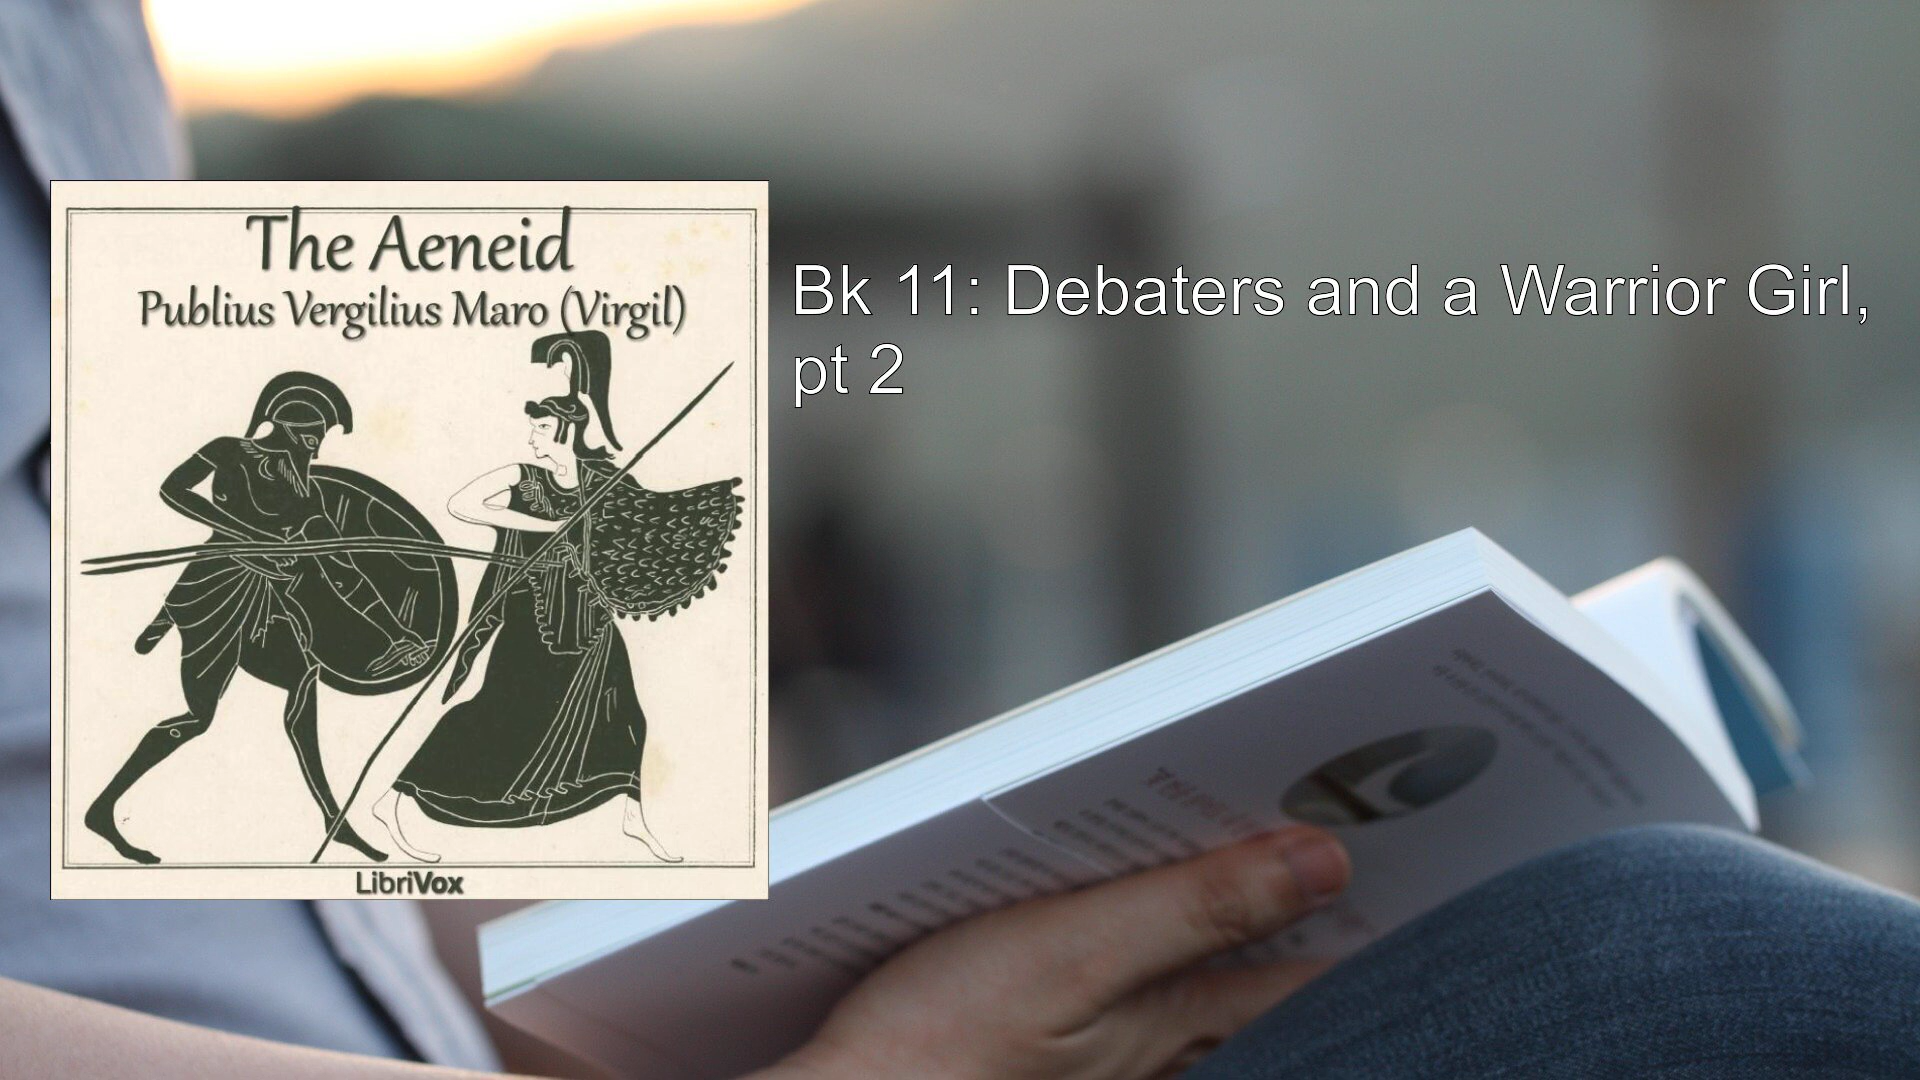 The Aeneid
Publius Vergilius Maro (Virgil)
LibriVox
Bk 11: Debaters and a Warrior Girl,
pt 2